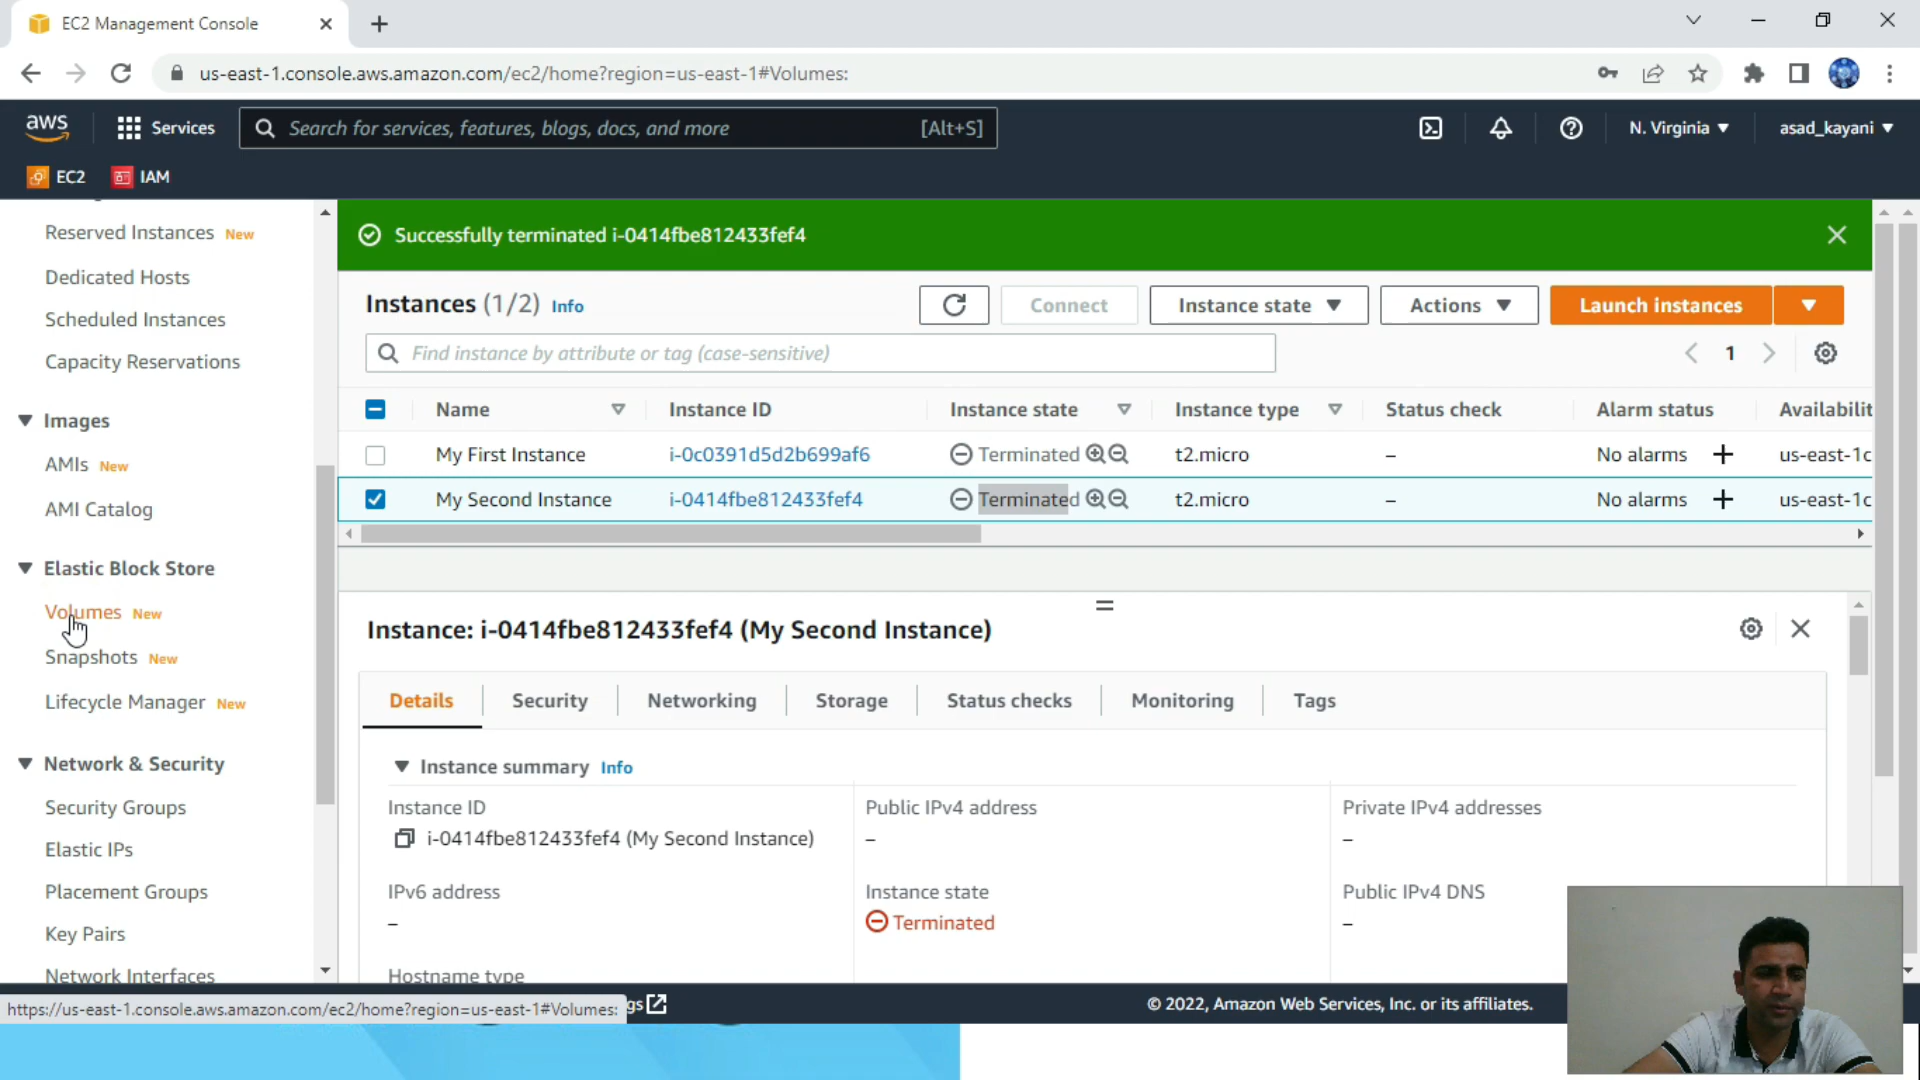 EC2 Management Console
us-east-1.console.aws.amazon.com/ec2/home?region=us-east-1#Volumes:
aws
Services
Search for services, features, blogs, docs, and more
[Alt+S]
N. Virginia
asad_kayani
EC2
IAM
Reserved Instances New
Dedicated Hosts
Scheduled Instances
Capacity Reservations
Images
AMIs New
AMI Catalog
Elastic Block Store
Volumes New
Snapshots New
Lifecycle Manager New
Network & Security
Security Groups
Elastic IPs
Placement Groups
Key Pairs
Network Interfaces
Successfully terminated i-0414fbe812433fef4
Instances (1/2) Info
Connect
Instance state
Actions
Launch instances
Find instance by attribute or tag (case-sensitive)
1
Name Instance ID Instance state Instance type Status check Alarm status Availabilit
My First Instance i-0c0391d5d2b699af6 Terminated t2.micro – No alarms + us-east-1c
My Second Instance i-0414fbe812433fef4 Terminated t2.micro – No alarms + us-east-1c
Instance: i-0414fbe812433fef4 (My Second Instance)
Details Security Networking Storage Status checks Monitoring Tags
Instance summary Info
Instance ID
i-0414fbe812433fef4 (My Second Instance)
Public IPv4 address
–
Private IPv4 addresses
–
IPv6 address
–
Instance state
Terminated
Public IPv4 DNS
–
Hostname type
https://us-east-1.console.aws.amazon.com/ec2/home?region=us-east-1#Volumes:
gs
© 2022, Amazon Web Services, Inc. or its affiliates.